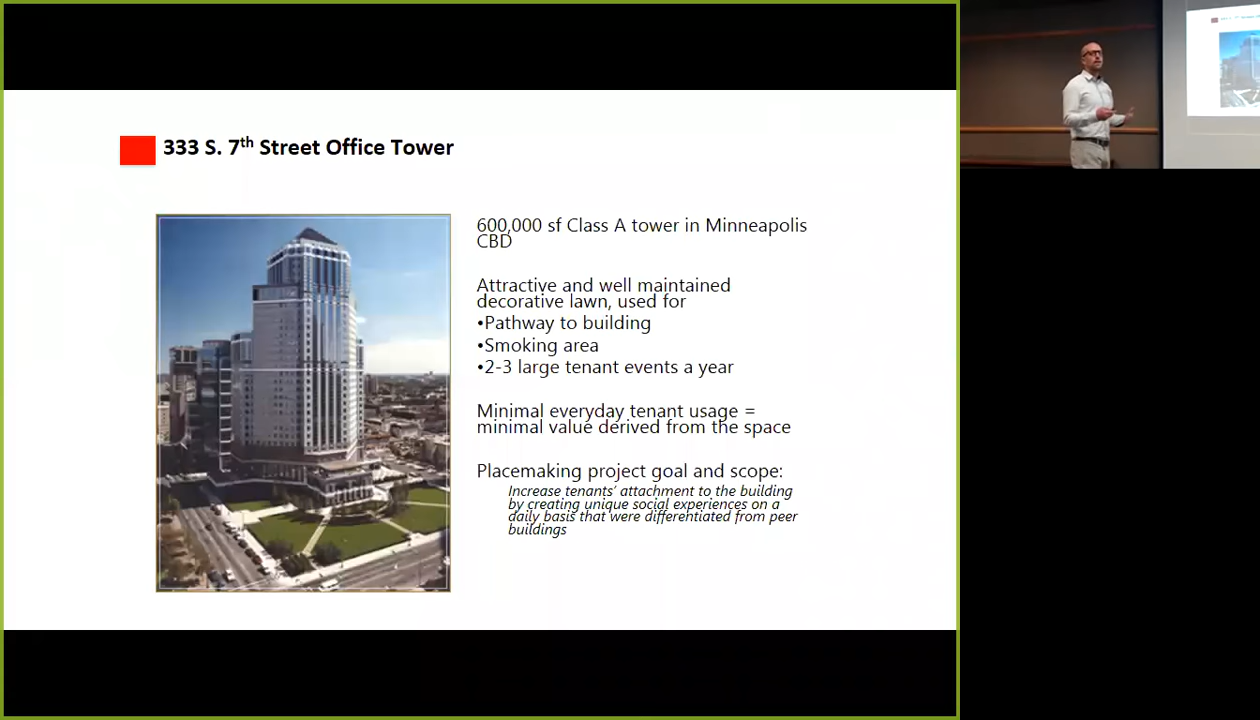 333 S. 7th Street Office Tower
600,000 sf Class A tower in Minneapolis
CBD
Attractive and well maintained
decorative lawn, used for
•Pathway to building
•Smoking area
•2-3 large tenant events a year
Minimal everyday tenant usage =
minimal value derived from the space
Placemaking project goal and scope:
Increase tenants' attachment to the building
by creating unique social experiences on a
daily basis that were differentiated from peer
buildings